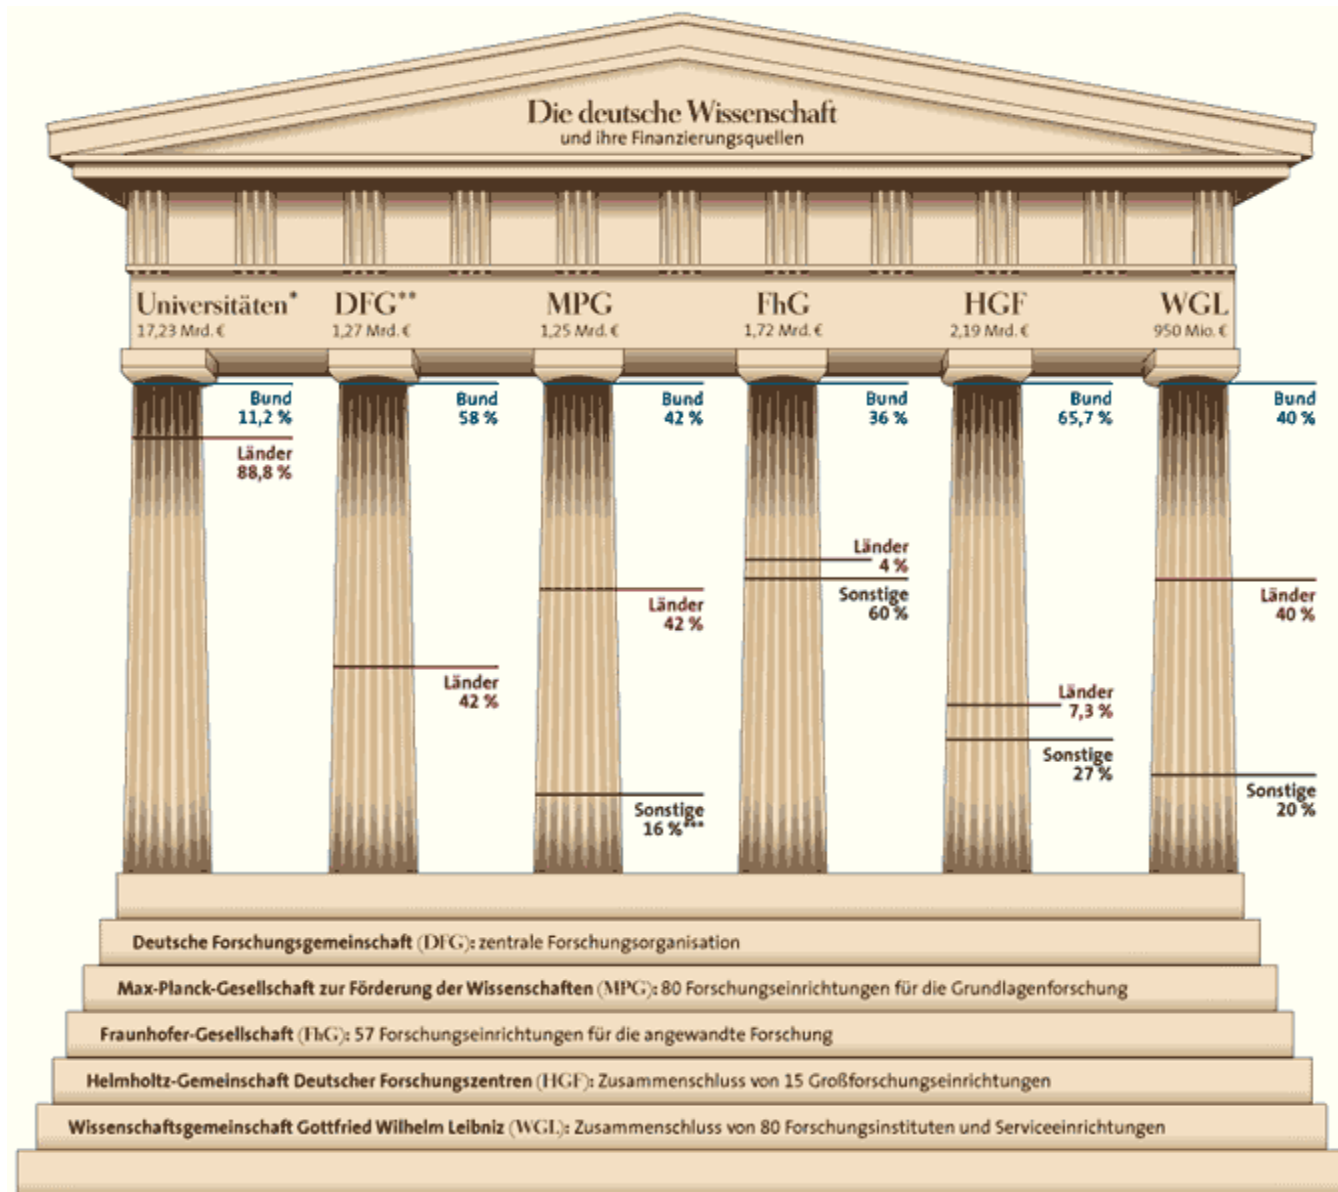 Die deutsche Wissenschaft
und ihre Finanzierungsquellen
Universitäten*
17,23 Mrd. €
DFG**
1,27 Mrd. €
MPG
1,25 Mrd. €
FhG
1,72 Mrd. €
HGF
2,19 Mrd. €
WGL
950 Mio. €
Bund
11,2 %
Länder
88,8 %
Bund
58 %
Länder
42 %
Bund
42 %
Länder
42 %
Sonstige
16 %***
Bund
36 %
Länder
4 %
Sonstige
60 %
Bund
65,7 %
Länder
7,3 %
Sonstige
27 %
Bund
40 %
Länder
40 %
Sonstige
20 %
Deutsche Forschungsgemeinschaft (DFG): zentrale Forschungsorganisation
Max-Planck-Gesellschaft zur Förderung der Wissenschaften (MPG): 80 Forschungseinrichtungen für die Grundlagenforschung
Fraunhofer-Gesellschaft (FhG): 57 Forschungseinrichtungen für die angewandte Forschung
Helmholtz-Gemeinschaft Deutscher Forschungszentren (HGF): Zusammenschluss von 15 Großforschungseinrichtungen
Wissenschaftsgemeinschaft Gottfried Wilhelm Leibniz (WGL): Zusammenschluss von 80 Forschungsinstituten und Serviceeinrichtungen